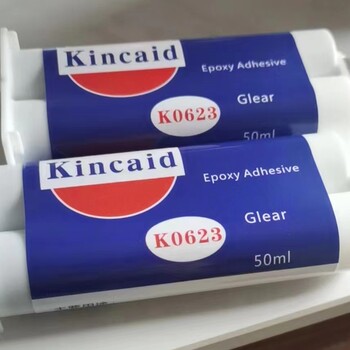 Kincaid
Epoxy Adhesive
Glear
K0623
50ml
Kincaid
Epoxy Adhesive
Glear
K0623
50ml